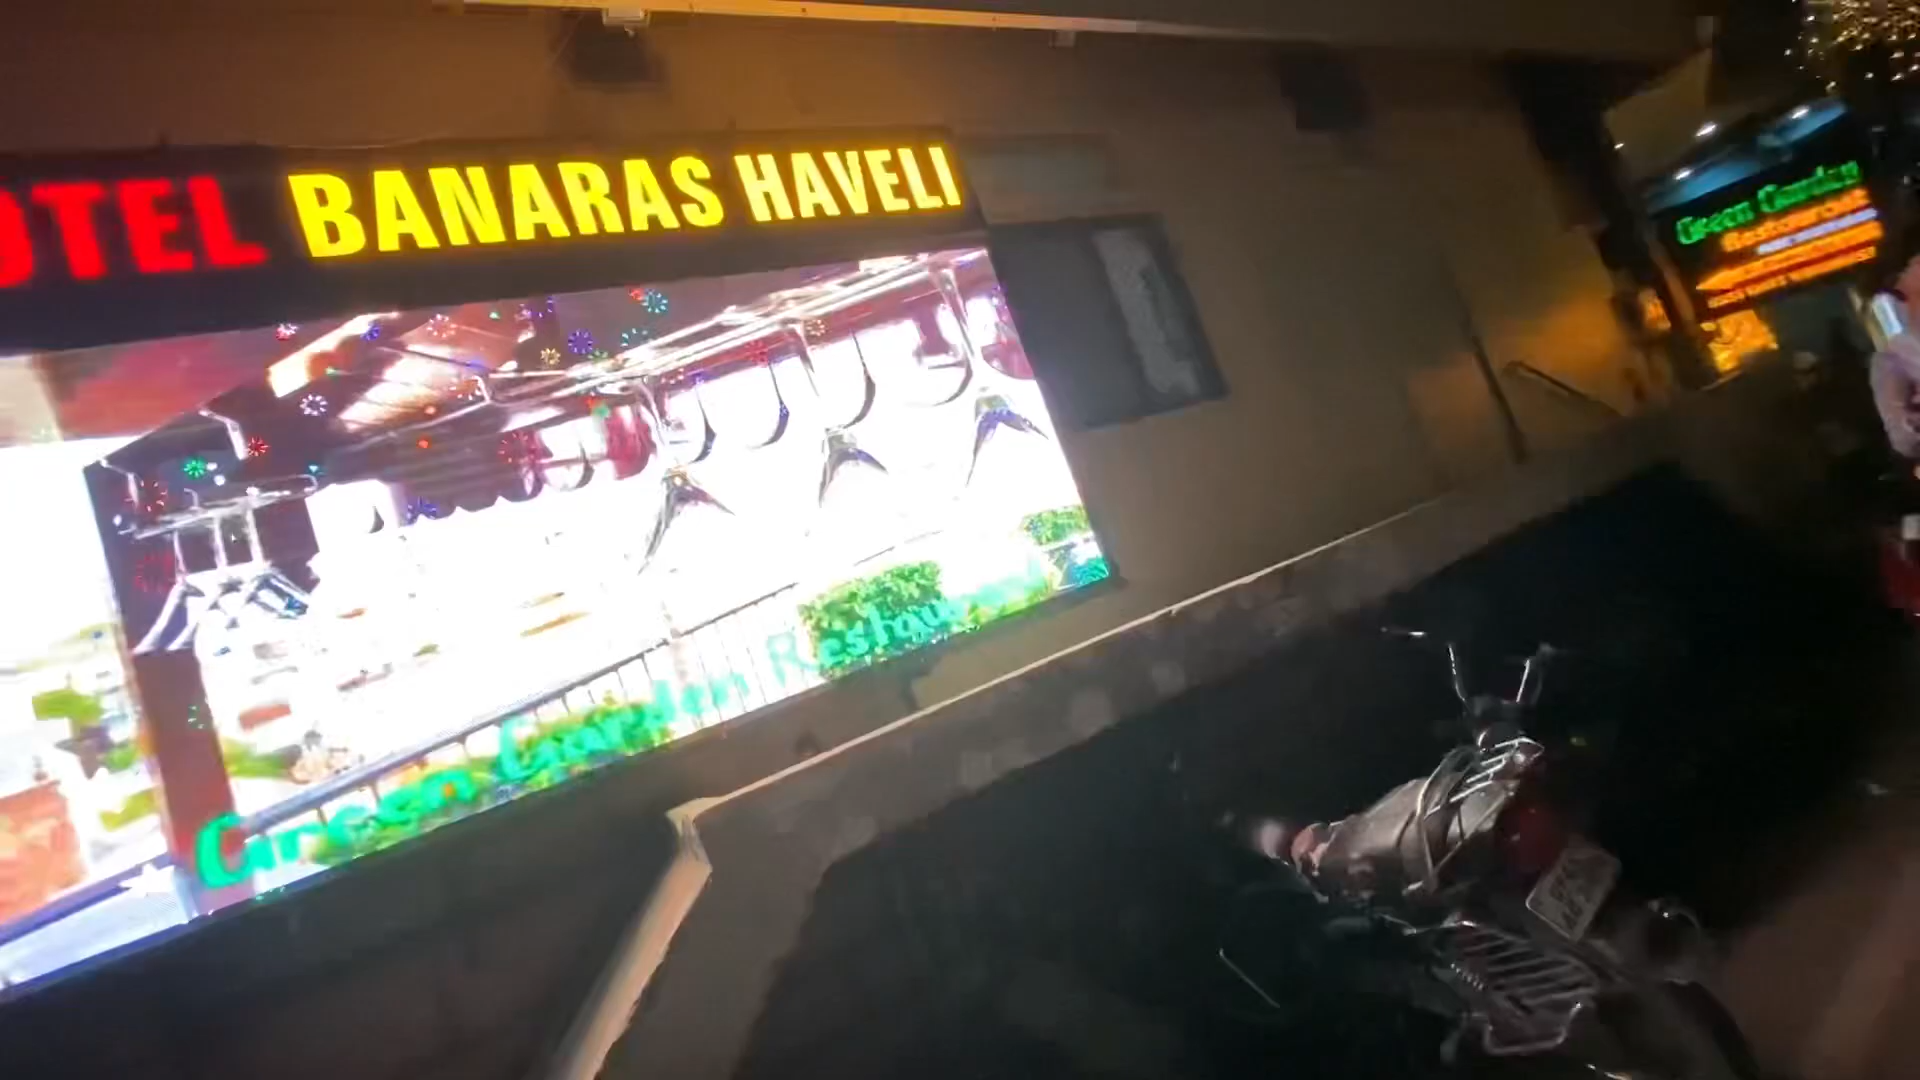 OTEL BANARAS HAVELI
Green Garden Restaurant
Green Garden
Restaurant